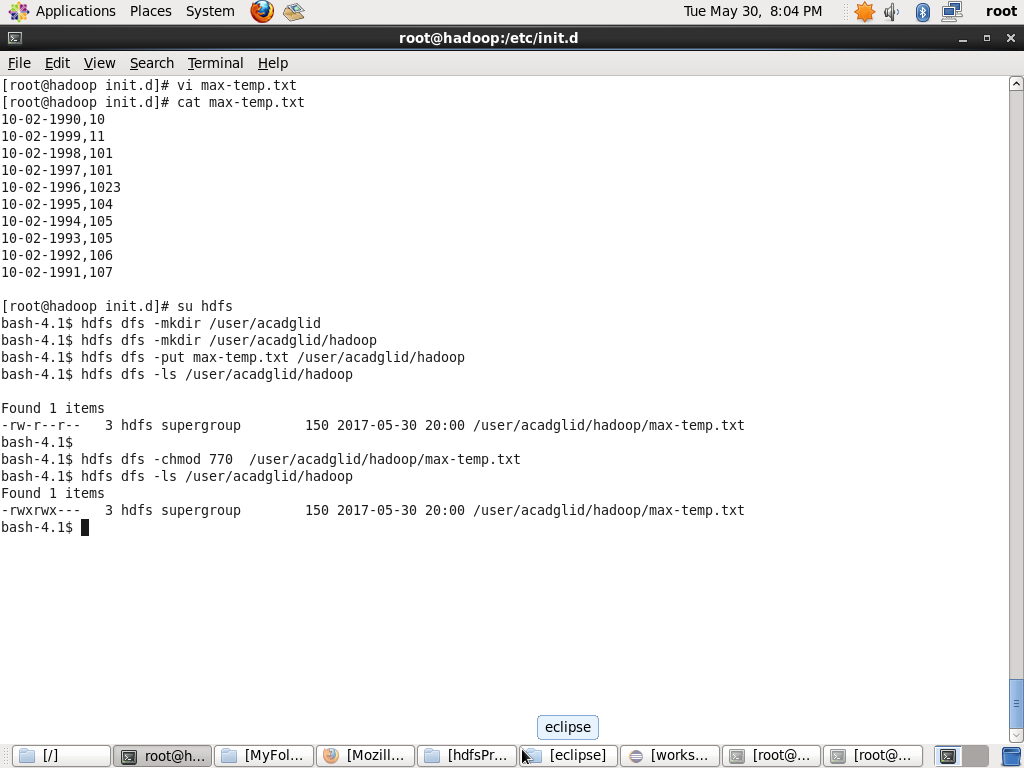 Applications Places System Tue May 30, 8:04 PM root
root@hadoop:/etc/init.d
File Edit View Search Terminal Help
[root@hadoop init.d]# vi max-temp.txt
[root@hadoop init.d]# cat max-temp.txt
10-02-1990,10
10-02-1999,11
10-02-1998,101
10-02-1997,101
10-02-1996,1023
10-02-1995,104
10-02-1994,105
10-02-1993,105
10-02-1992,106
10-02-1991,107
[root@hadoop init.d]# su hdfs
bash-4.1$ hdfs dfs -mkdir /user/acadglid
bash-4.1$ hdfs dfs -mkdir /user/acadglid/hadoop
bash-4.1$ hdfs dfs -put max-temp.txt /user/acadglid/hadoop
bash-4.1$ hdfs dfs -ls /user/acadglid/hadoop
Found 1 items
-rw-r--r--   3 hdfs supergroup        150 2017-05-30 20:00 /user/acadglid/hadoop/max-temp.txt
bash-4.1$
bash-4.1$ hdfs dfs -chmod 770  /user/acadglid/hadoop/max-temp.txt
bash-4.1$ hdfs dfs -ls /user/acadglid/hadoop
Found 1 items
-rwxrwx---   3 hdfs supergroup        150 2017-05-30 20:00 /user/acadglid/hadoop/max-temp.txt
bash-4.1$
eclipse
[/] root@h... [MyFol... [Mozill... [hdfsPr... [eclipse] [works... [root@... [root@...